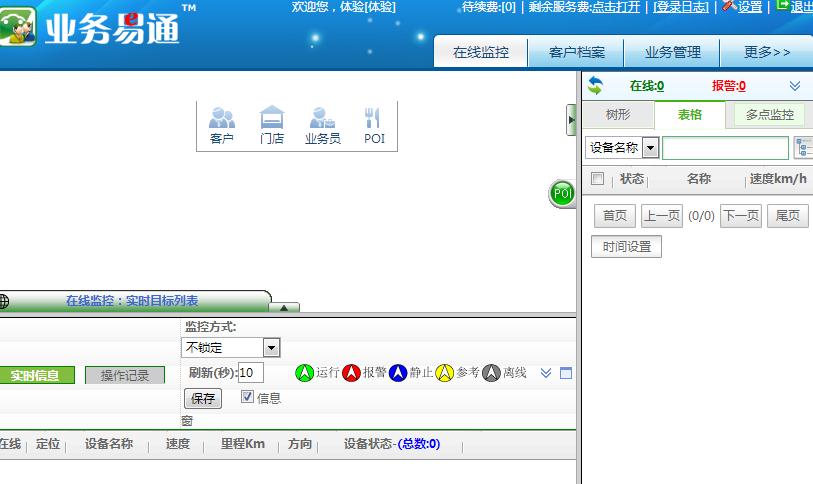 业务易通™
欢迎您，体验[体验] 待续费:[0] | 剩余服务费:点击打开 | [登录日志] 设置 | 退出
在线监控 客户档案 业务管理 更多>>
在线:0 报警:0
树形 表格 多点监控
设备名称
状态 名称 速度km/h
首页 上一页 (0/0) 下一页 尾页
时间设置
客户 门店 业务员 POI
POI
在线监控：实时目标列表
监控方式:
不锁定
实时信息 操作记录 刷新(秒): 10 运行 报警 静止 参考 离线
保存 信息
窗
在线 定位 设备名称 速度 里程Km 方向 设备状态-(总数:0)